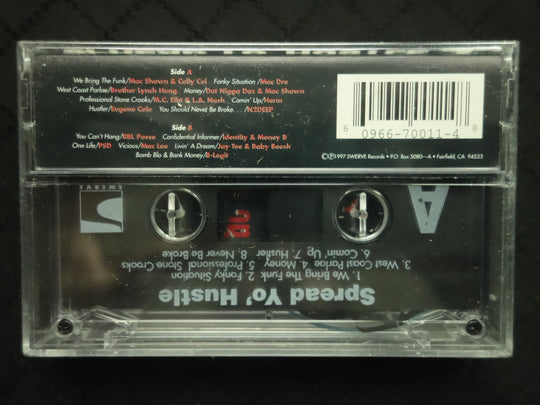 Side A
We Bring The Funk/Mac Shawn & Celly Cel Fonky Situation/Mac Dre
West Coast Parlae/Brother Lynch Hung Money/Dat Nigga Daz & Mac Shawn
Professional Stone Crooks/M.C. Eiht & L.A. Nash Comin' Up/Herm
Hustler/Eugene Cole You Should Never Be Broke. . ./N2DEEP
Side B
You Can't Hang/RBL Posse Confidential Informer/Identity & Money B
One Life/PSD Vicious/Mac Lee Livin' A Dream/Jay Tee & Baby Beesh
Bomb Blo & Bank Money/B-Legit
6 0966-70011-4 8
©℗1997 SWERVE Records • P.O. Box 5080—A • Fairfield, CA 94533
SWERVE
A
Spread Yo' Hustle
1. We Bring The Funk 2. Fonky Situation
3. West Coast Parlae 4. Money 5. Professional Stone Crooks
6. Comin' Up 7. Hustler 8. Never Be Broke